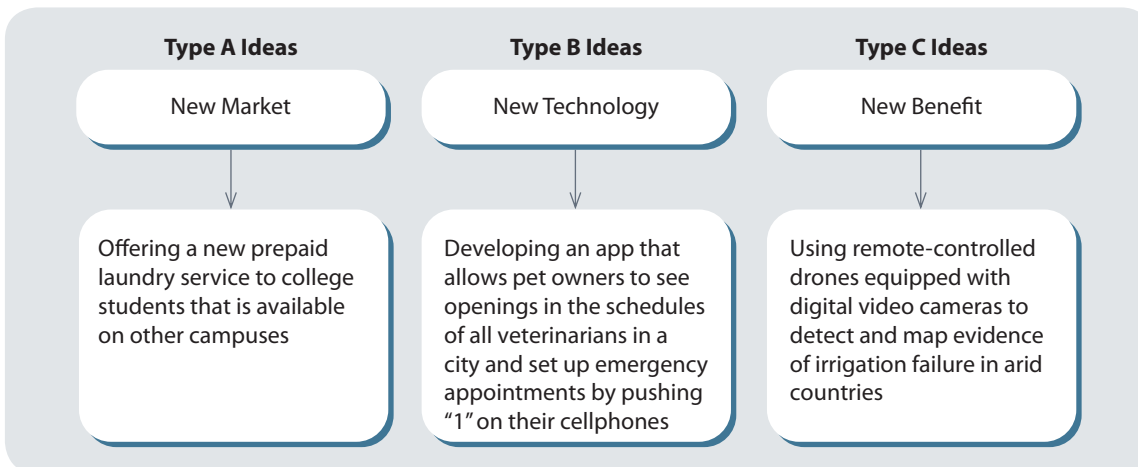 Type A Ideas
New Market
Offering a new prepaid
laundry service to college
students that is available
on other campuses
Type B Ideas
New Technology
Developing an app that
allows pet owners to see
openings in the schedules
of all veterinarians in a
city and set up emergency
appointments by pushing
“1” on their cellphones
Type C Ideas
New Benefit
Using remote-controlled
drones equipped with
digital video cameras to
detect and map evidence
of irrigation failure in arid
countries